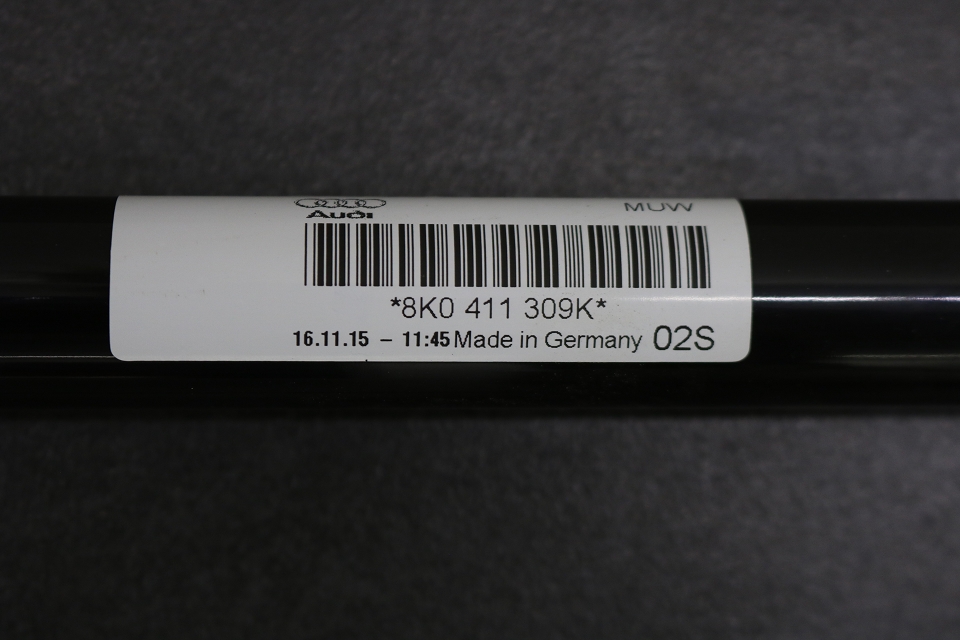 Audi MUW
*8K0 411 309K*
16.11.15 – 11:45 Made in Germany 02S